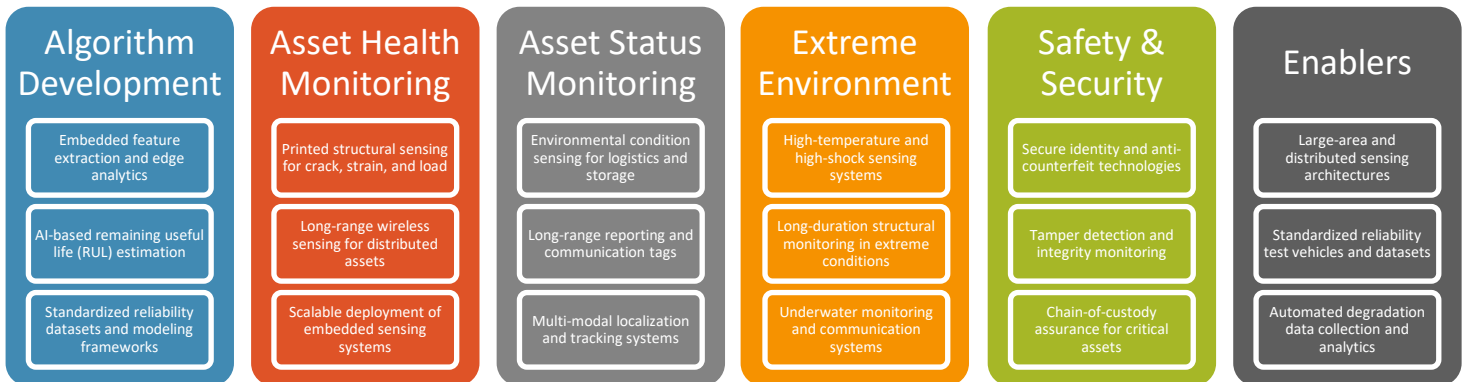 Algorithm
Development
Embedded feature
extraction and edge
analytics
AI-based remaining useful
life (RUL) estimation
Standardized reliability
datasets and modeling
frameworks
Asset Health
Monitoring
Printed structural sensing
for crack, strain, and load
Long-range wireless
sensing for distributed
assets
Scalable deployment of
embedded sensing
systems
Asset Status
Monitoring
Environmental condition
sensing for logistics and
storage
Long-range reporting and
communication tags
Multi-modal localization
and tracking systems
Extreme
Environment
High-temperature and
high-shock sensing
systems
Long-duration structural
monitoring in extreme
conditions
Underwater monitoring
and communication
systems
Safety &
Security
Secure identity and anti-
counterfeit technologies
Tamper detection and
integrity monitoring
Chain-of-custody
assurance for critical
assets
Enablers
Large-area and
distributed sensing
architectures
Standardized reliability
test vehicles and datasets
Automated degradation
data collection and
analytics